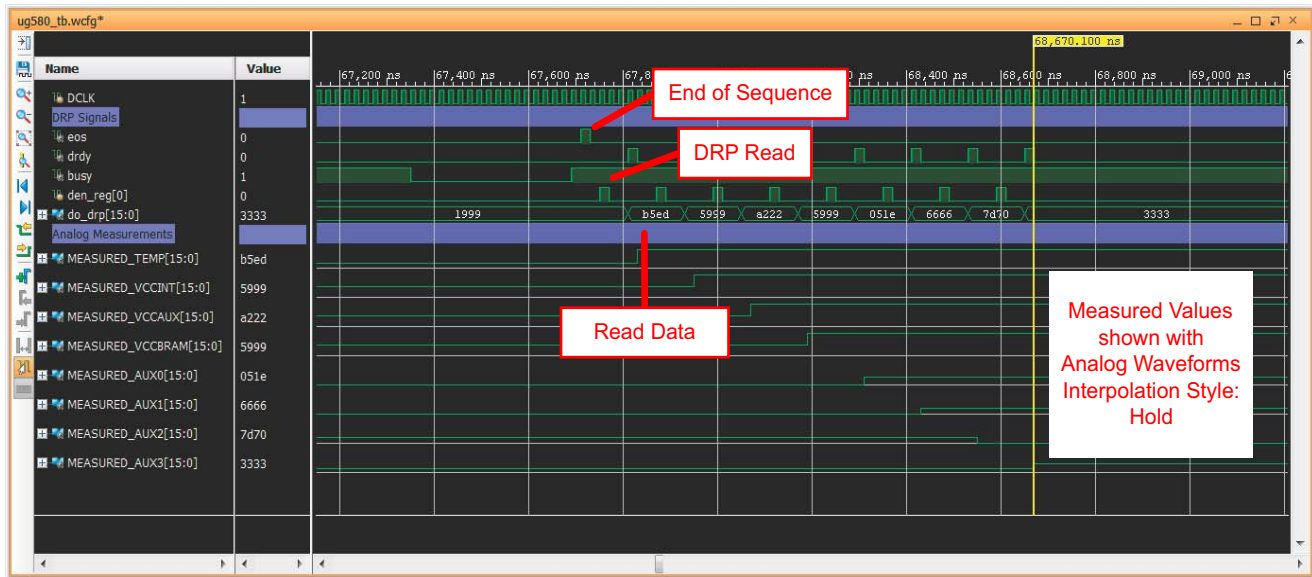 ug580_tb.wcfg*
68,670.100 ns
Name Value
67,200 ns 67,400 ns 67,600 ns 67,8 0 ns 68,400 ns 68,600 ns 68,800 ns 69,000 ns
End of Sequence
DCLK 1
DRP Signals
eos 0
drdy 0
DRP Read
busy 1
den_reg[0] 0
do_drp[15:0] 3333 1999 b5ed 5999 a222 5999 051e 6666 7d70 3333
Analog Measurements
MEASURED_TEMP[15:0] b5ed
MEASURED_VCCINT[15:0] 5999
MEASURED_VCCAUX[15:0] a222
Read Data
MEASURED_VCCBRAM[15:0] 5999
MEASURED_AUX0[15:0] 051e
MEASURED_AUX1[15:0] 6666
MEASURED_AUX2[15:0] 7d70
MEASURED_AUX3[15:0] 3333
Measured Values
shown with
Analog Waveforms
Interpolation Style:
Hold